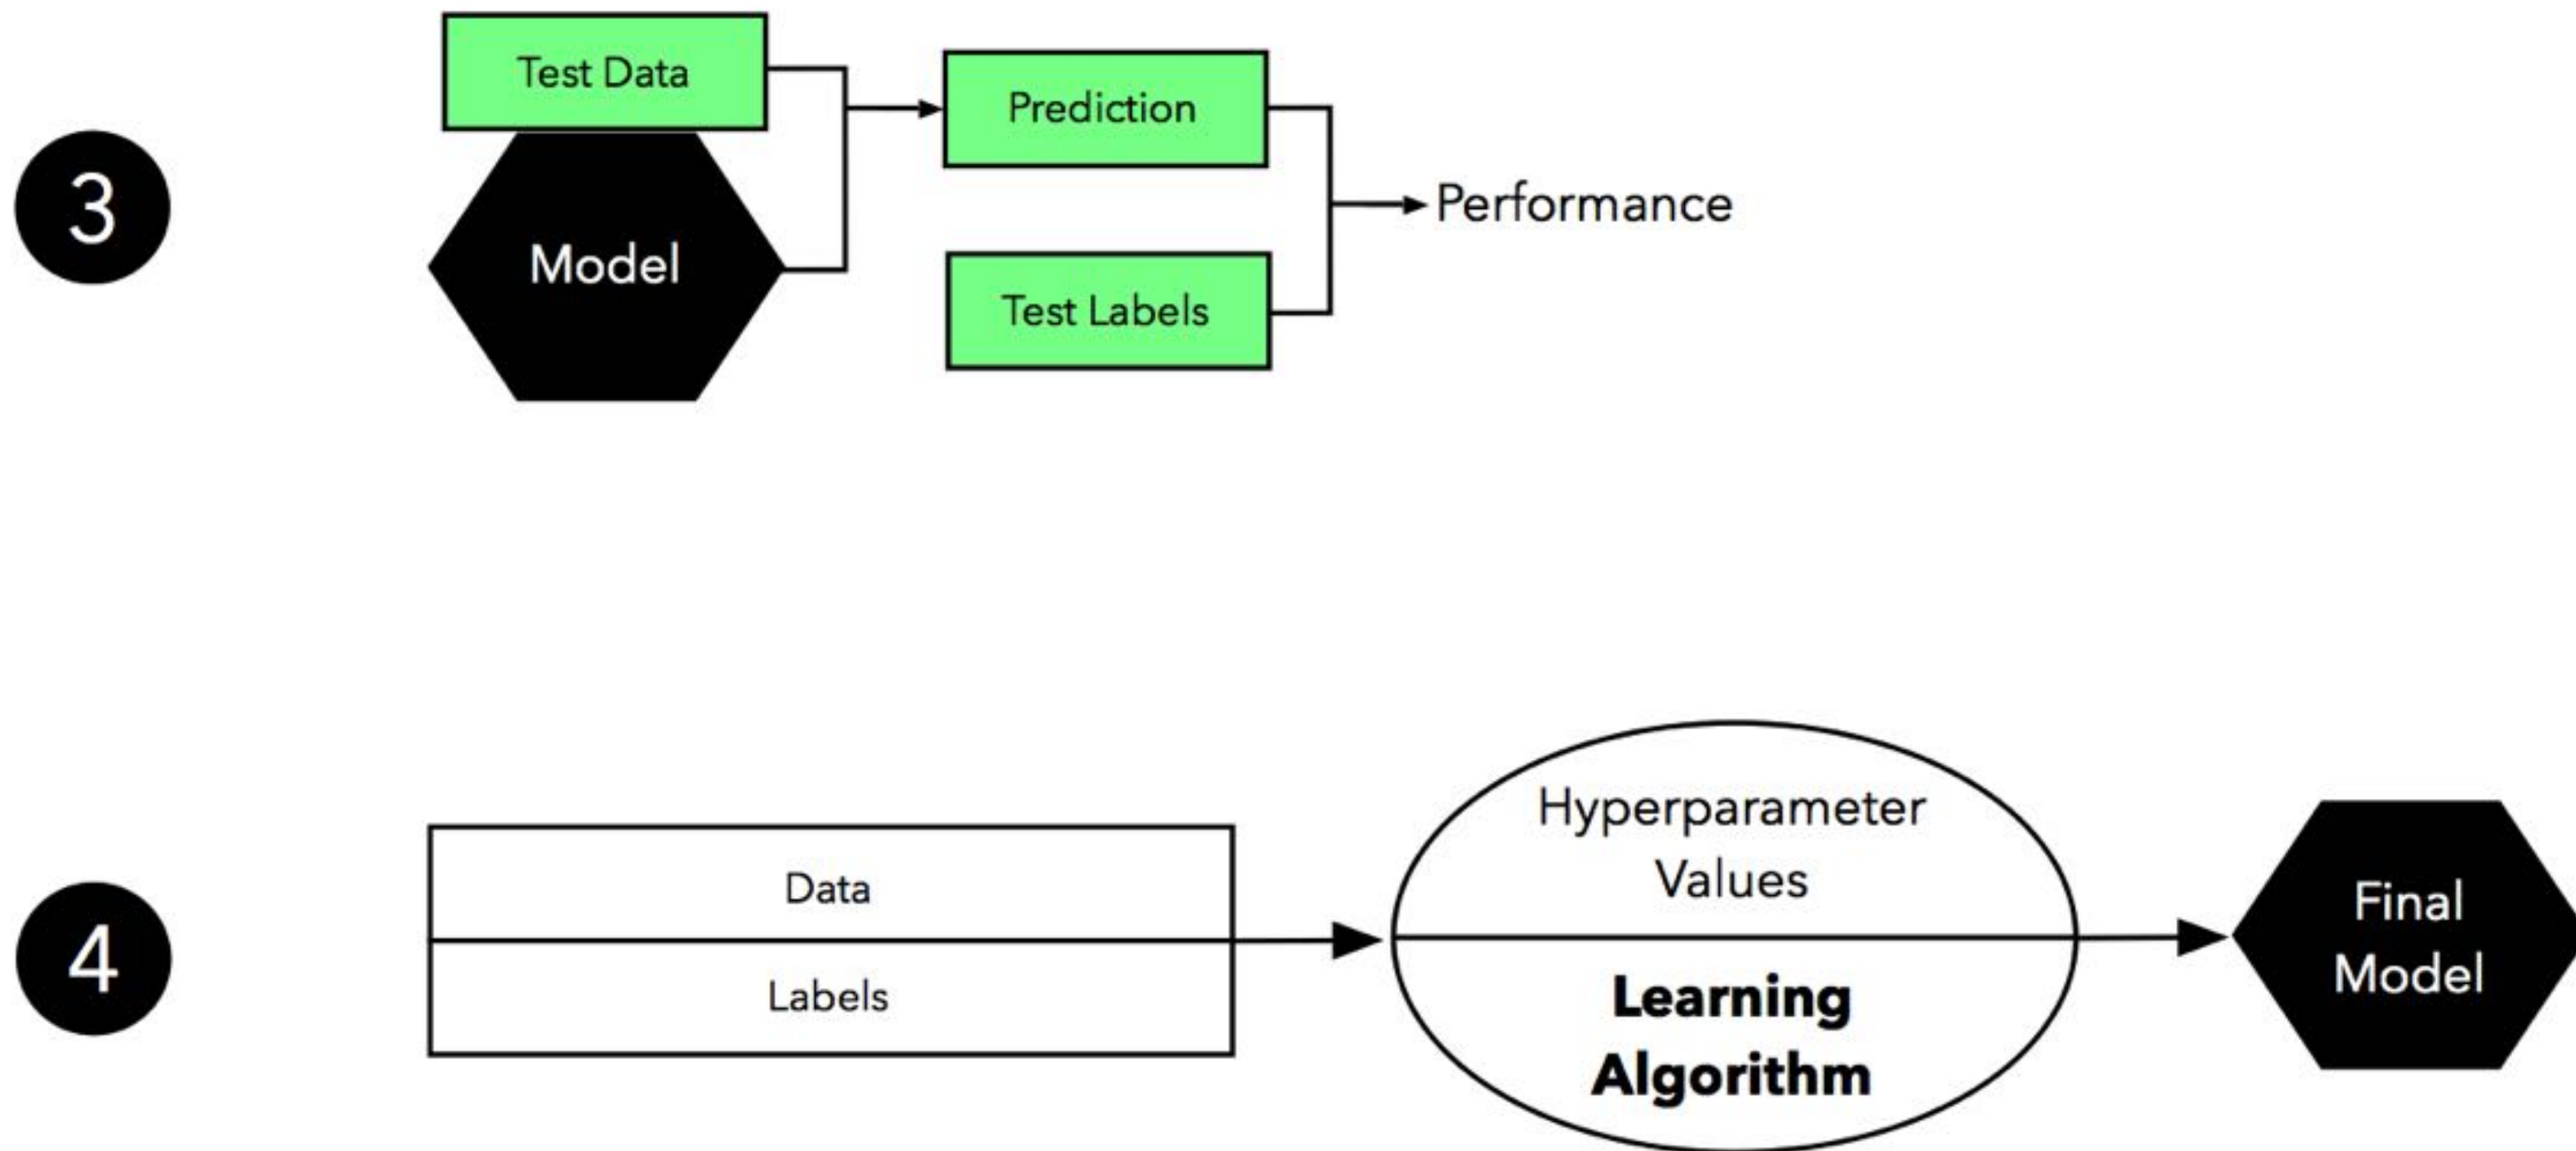 3
Test Data
Model
Prediction
Test Labels
Performance
4
Data
Labels
Hyperparameter
Values
Learning
Algorithm
Final
Model